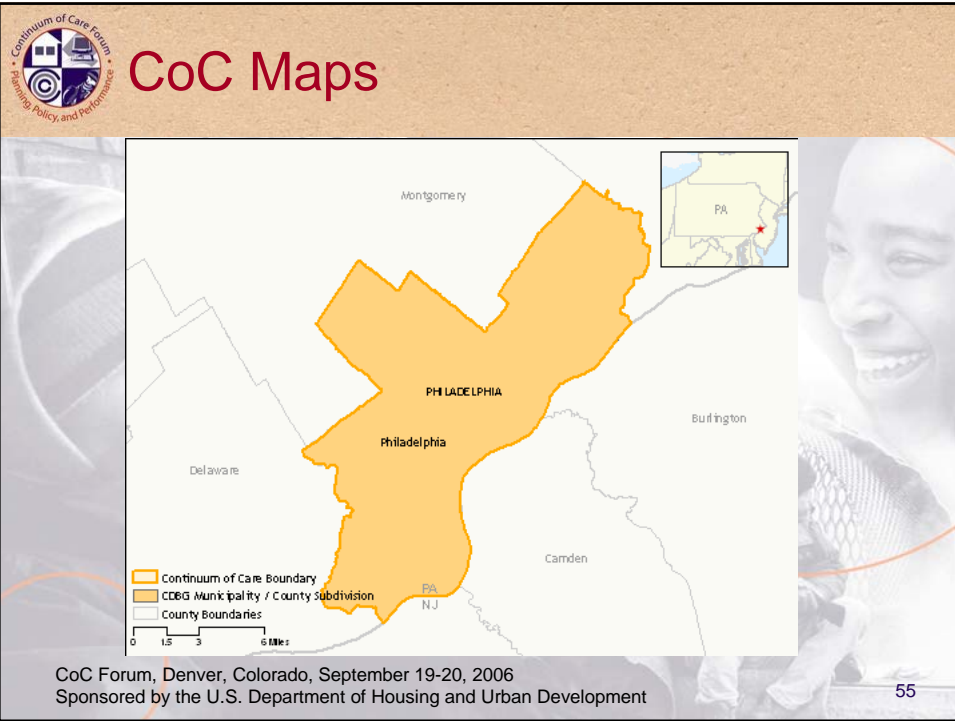 Continuum of Care Forum
Planning, Policy, and Performance
CoC Maps
Montgomery
PA
PHILADELPHIA
Burlington
Philadelphia
Delaware
Camden
Continuum of Care Boundary
CDBG Municipality / County Subdivision
County Boundaries
PA
NJ
0 1.5 3 6 Miles
CoC Forum, Denver, Colorado, September 19-20, 2006
Sponsored by the U.S. Department of Housing and Urban Development
55